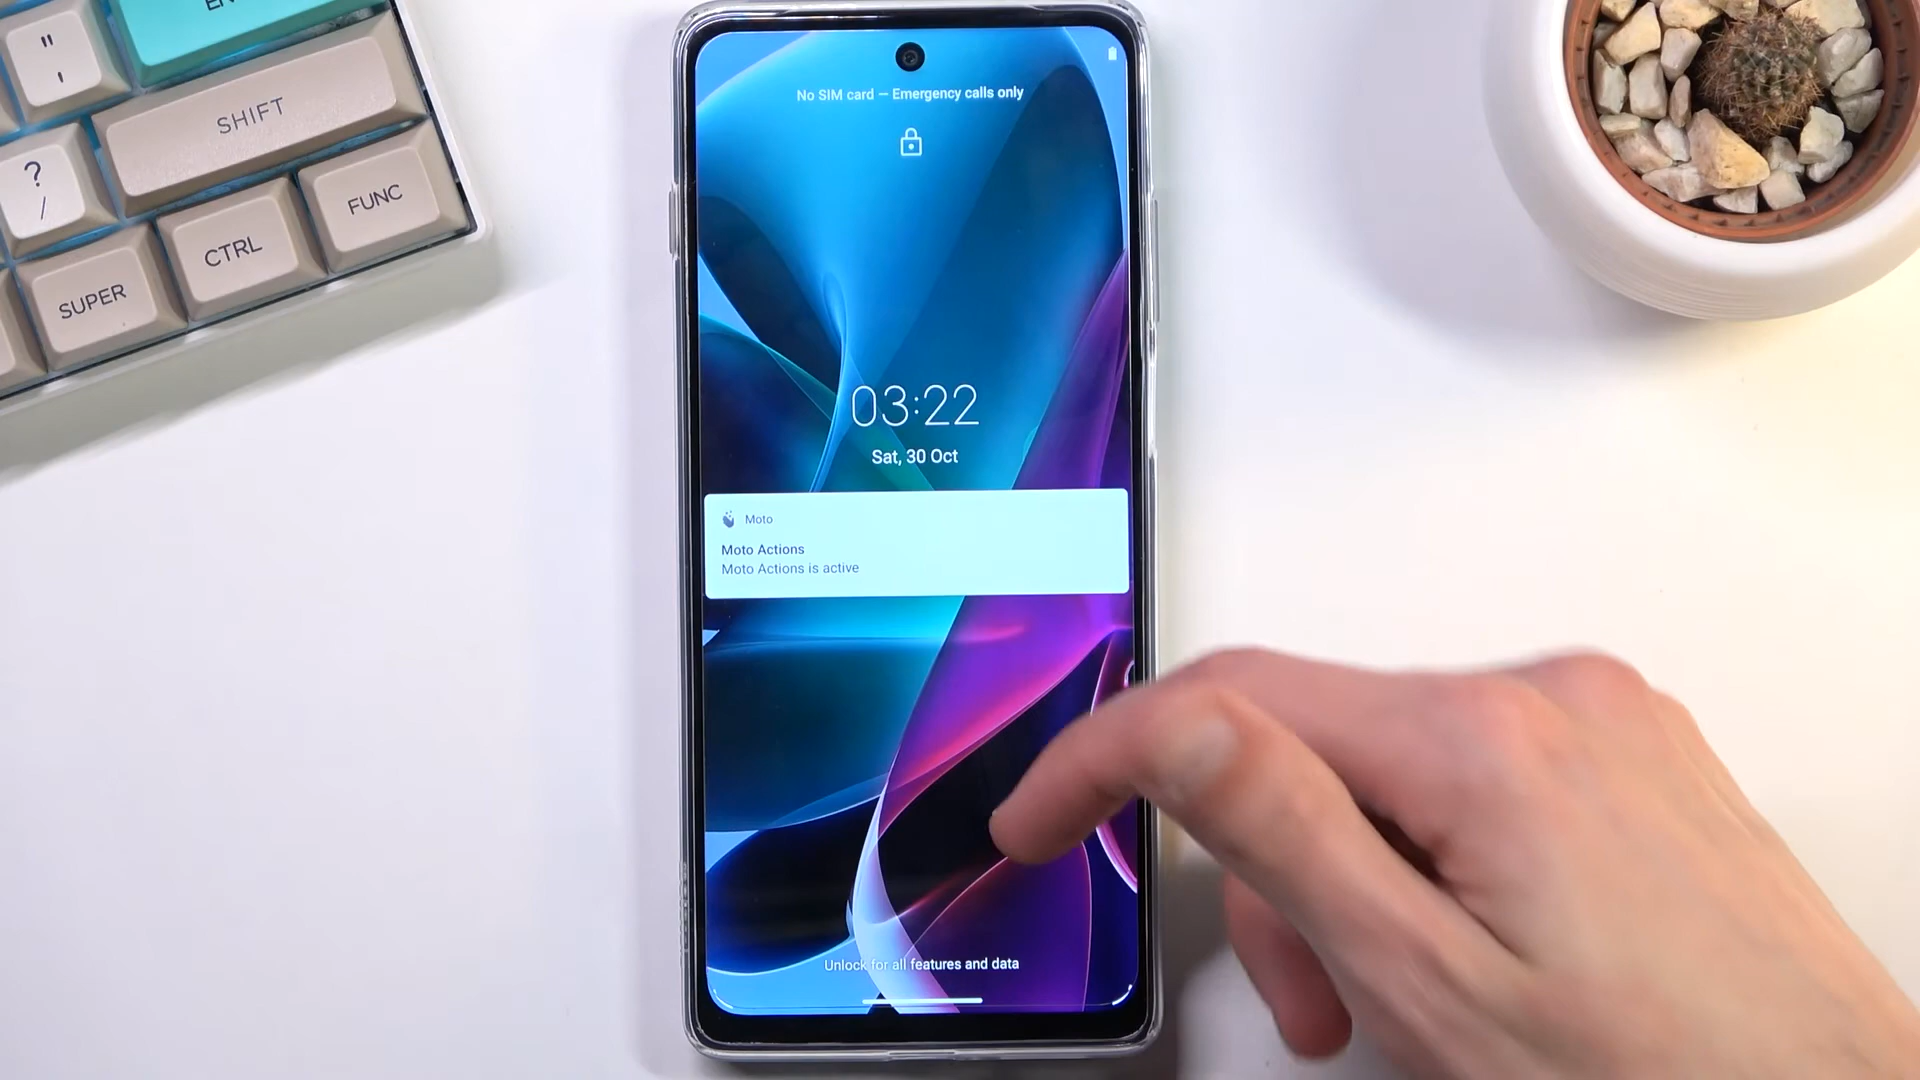 EN
"
'
SHIFT
?
/
SUPER
CTRL
FUNC
No SIM card — Emergency calls only
03:22
Sat, 30 Oct
Moto
Moto Actions
Moto Actions is active
Unlock for all features and data